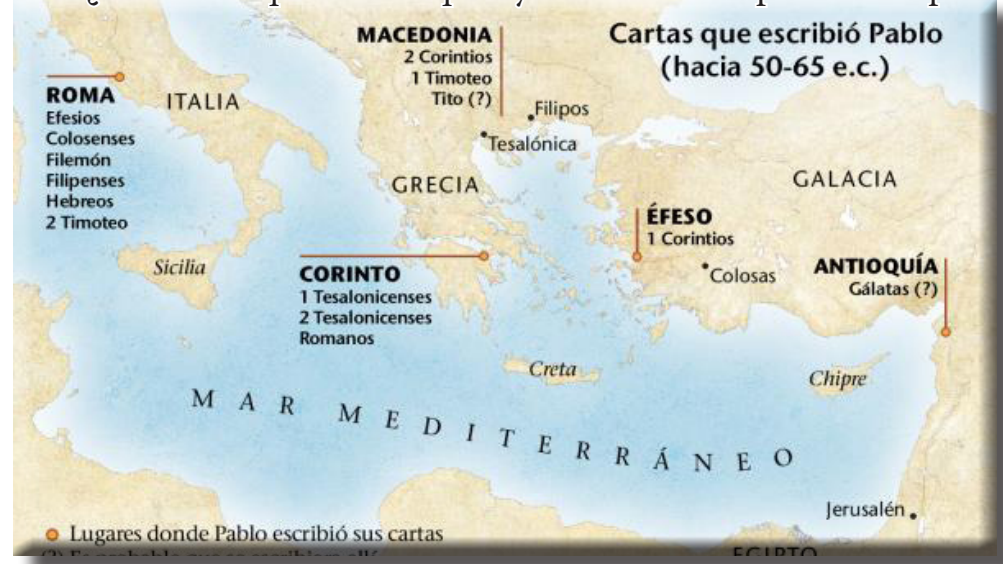 Cartas que escribió Pablo
(hacia 50-65 e.c.)
MACEDONIA
2 Corintios
1 Timoteo
Tito (?)
Filipos
Tesalónica
ROMA
Efesios
Colosenses
Filemón
Filipenses
Hebreos
2 Timoteo
ITALIA
GRECIA
GALACIA
ÉFESO
1 Corintios
Colosas
ANTIOQUÍA
Gálatas (?)
Sicilia
CORINTO
1 Tesalonicenses
2 Tesalonicenses
Romanos
Creta
Chipre
MAR MEDITERRÁNEO
Jerusalén
Lugares donde Pablo escribió sus cartas
EGIPTO